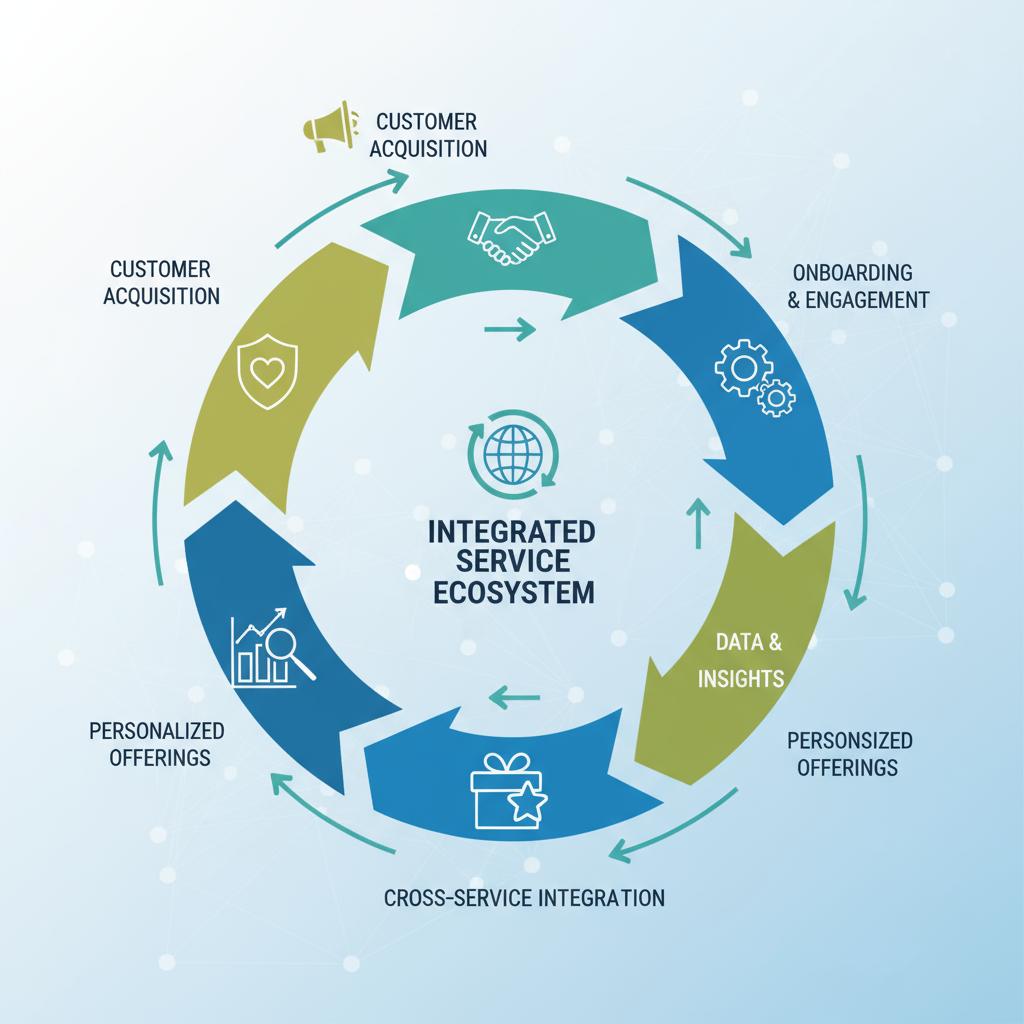 CUSTOMER
ACQUISITION
CUSTOMER
ACQUISITION
ONBOARDING
& ENGAGEMENT
INTEGRATED
SERVICE
ECOSYSTEM
DATA &
INSIGHTS
PERSONALIZED
OFFERINGS
PERSONSIZED
OFFERINGS
CROSS-SERVICE INTEGRATION